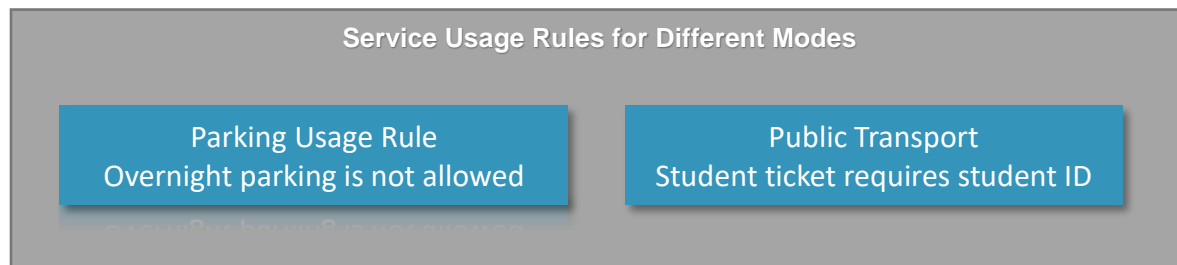 Service Usage Rules for Different Modes
Parking Usage Rule
Overnight parking is not allowed
Public Transport
Student ticket requires student ID